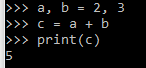 >>> a, b = 2, 3
>>> c = a + b
>>> print(c)
5